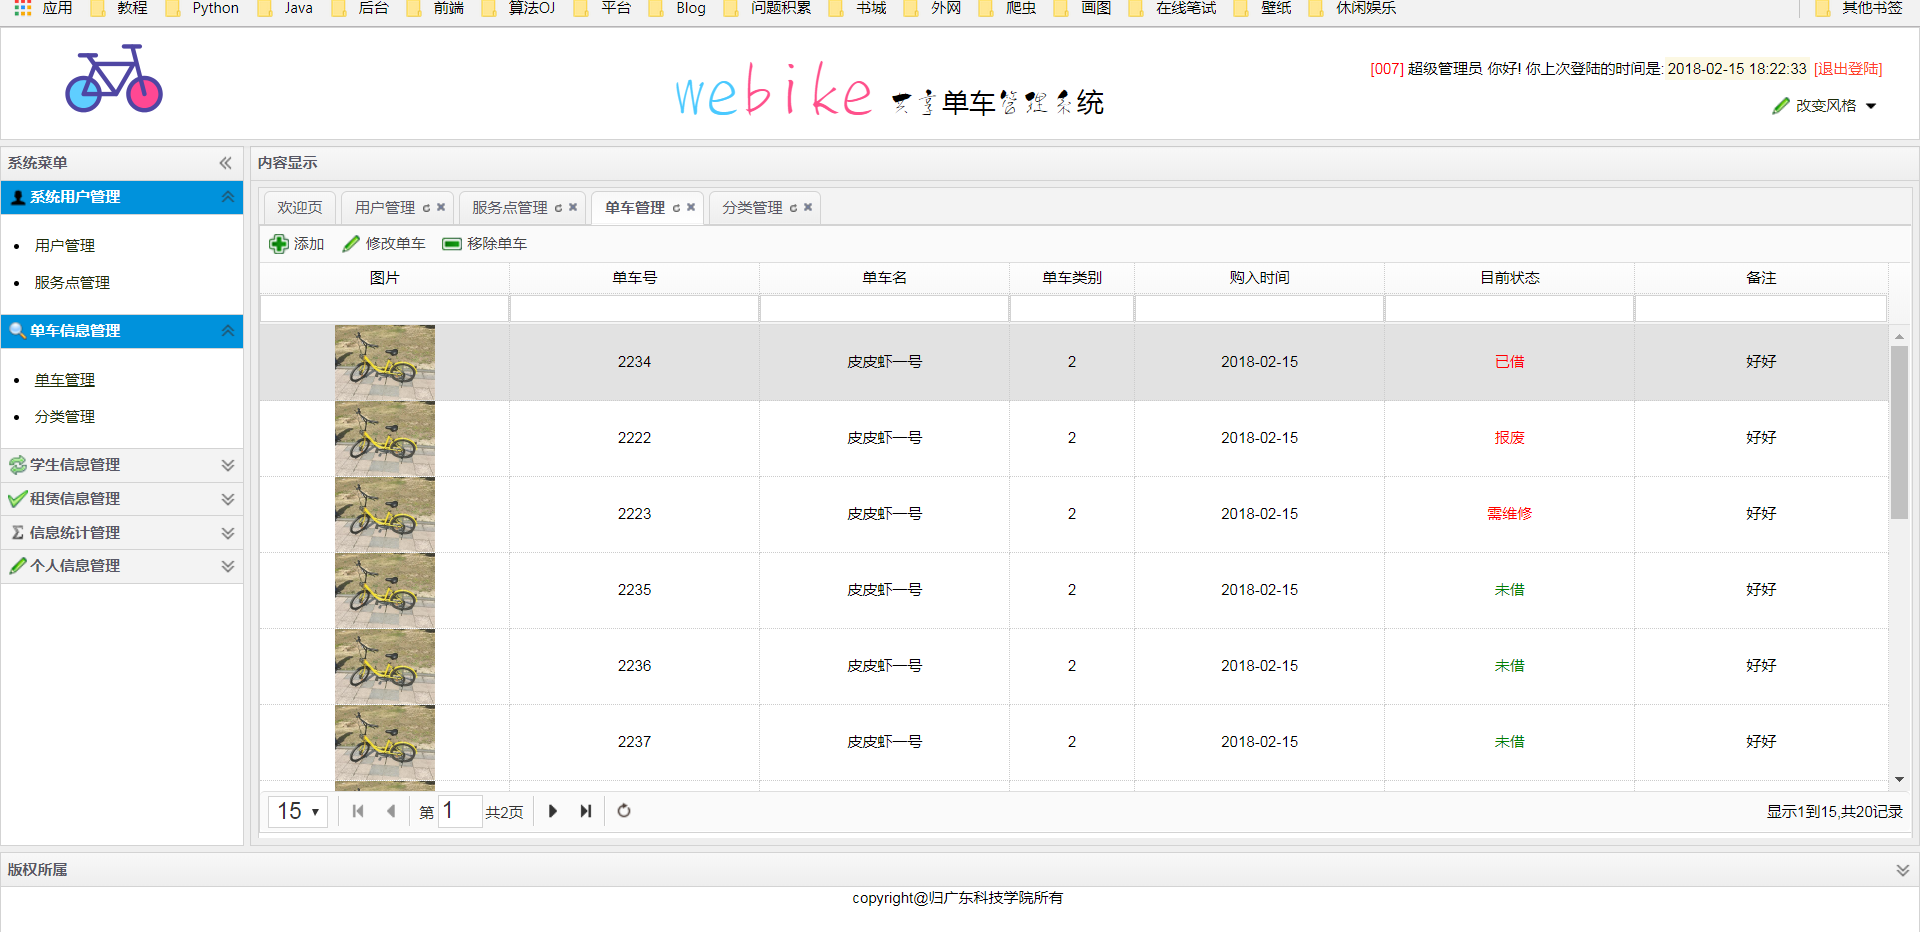 应用 教程 Python Java 后台 前端 算法OJ 平台 Blog 问题积累 书城 外网 爬虫 画图 在线笔试 壁纸 休闲娱乐 其他书签
[007] 超级管理员 你好! 你上次登陆的时间是: 2018-02-15 18:22:33 [退出登陆]
webike 共享单车管理系统
改变风格
系统菜单
内容显示
系统用户管理
用户管理
服务点管理
单车信息管理
单车管理
分类管理
学生信息管理
租赁信息管理
信息统计管理
个人信息管理
欢迎页 用户管理 服务点管理 单车管理 分类管理
添加 修改单车 移除单车
图片 单车号 单车名 单车类别 购入时间 目前状态 备注
2234 皮皮虾一号 2 2018-02-15 已借 好好
2222 皮皮虾一号 2 2018-02-15 报废 好好
2223 皮皮虾一号 2 2018-02-15 需维修 好好
2235 皮皮虾一号 2 2018-02-15 未借 好好
2236 皮皮虾一号 2 2018-02-15 未借 好好
2237 皮皮虾一号 2 2018-02-15 未借 好好
15 第 1 共2页 显示1到15,共20记录
版权所属
copyright@归广东科技学院所有